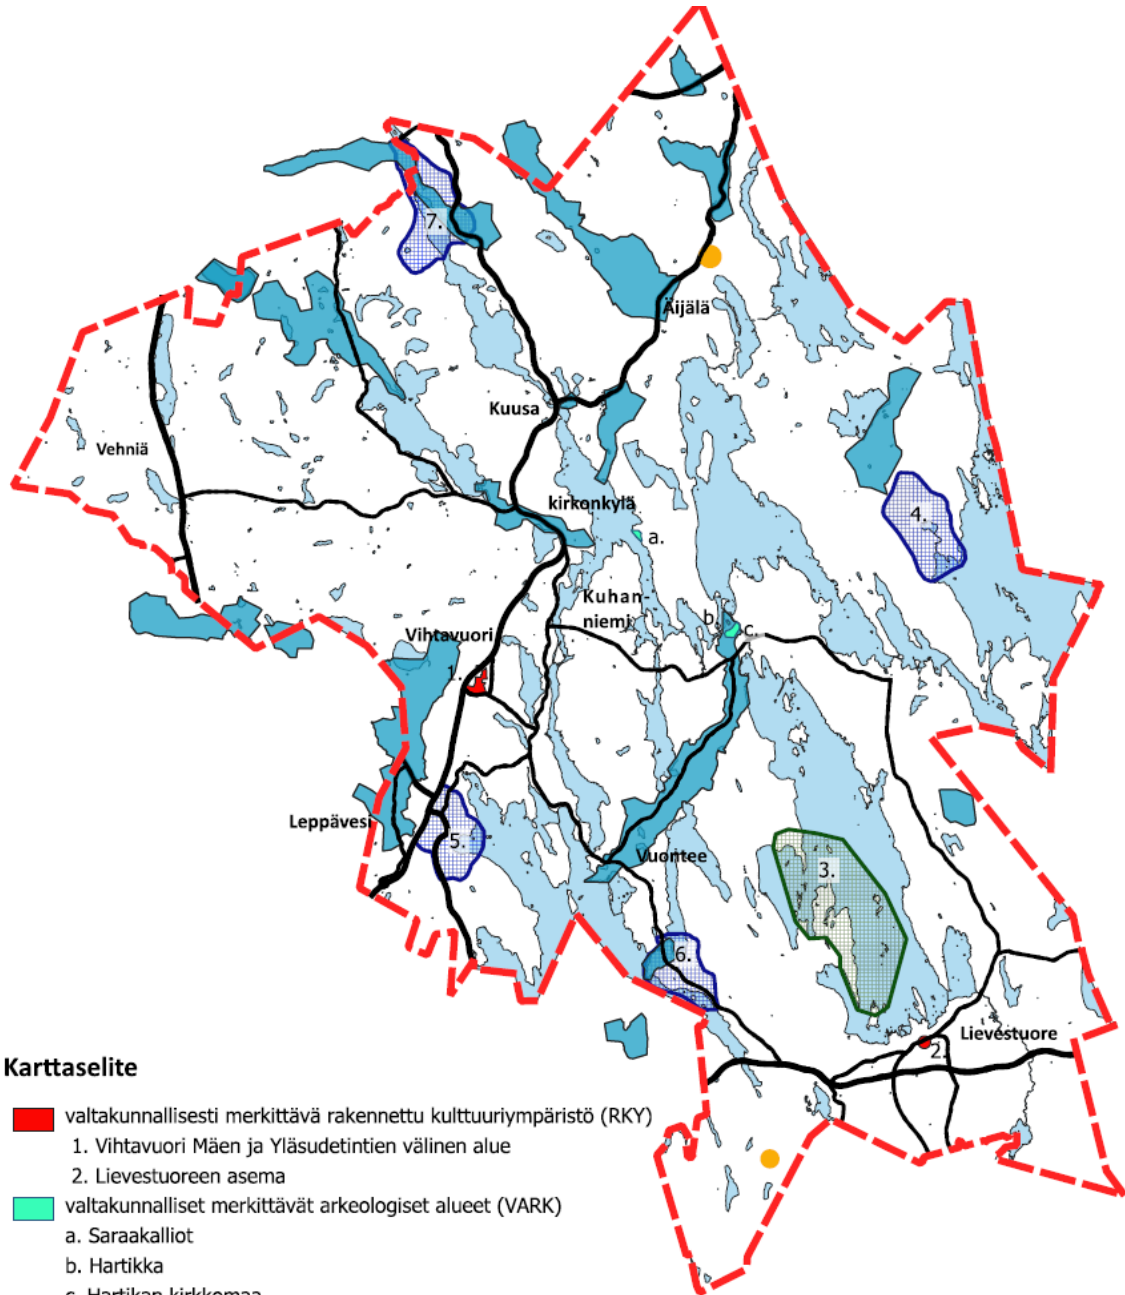 7.
Äijälä
Kuusa
Vehniä
kirkonkylä
4.
a.
Kuhan-
niemi
b.
c.
Vihtavuori
1.
Leppävesi
5.
Vuontee
3.
6.
Lievestuore
2.
Karttaselite
valtakunnallisesti merkittävä rakennettu kulttuuriympäristö (RKY)
1. Vihtavuori Mäen ja Yläsudetintien välinen alue
2. Lievestuoreen asema
valtakunnalliset merkittävät arkeologiset alueet (VARK)
a. Saraakalliot
b. Hartikka
c. Hartikan kirkkomaa